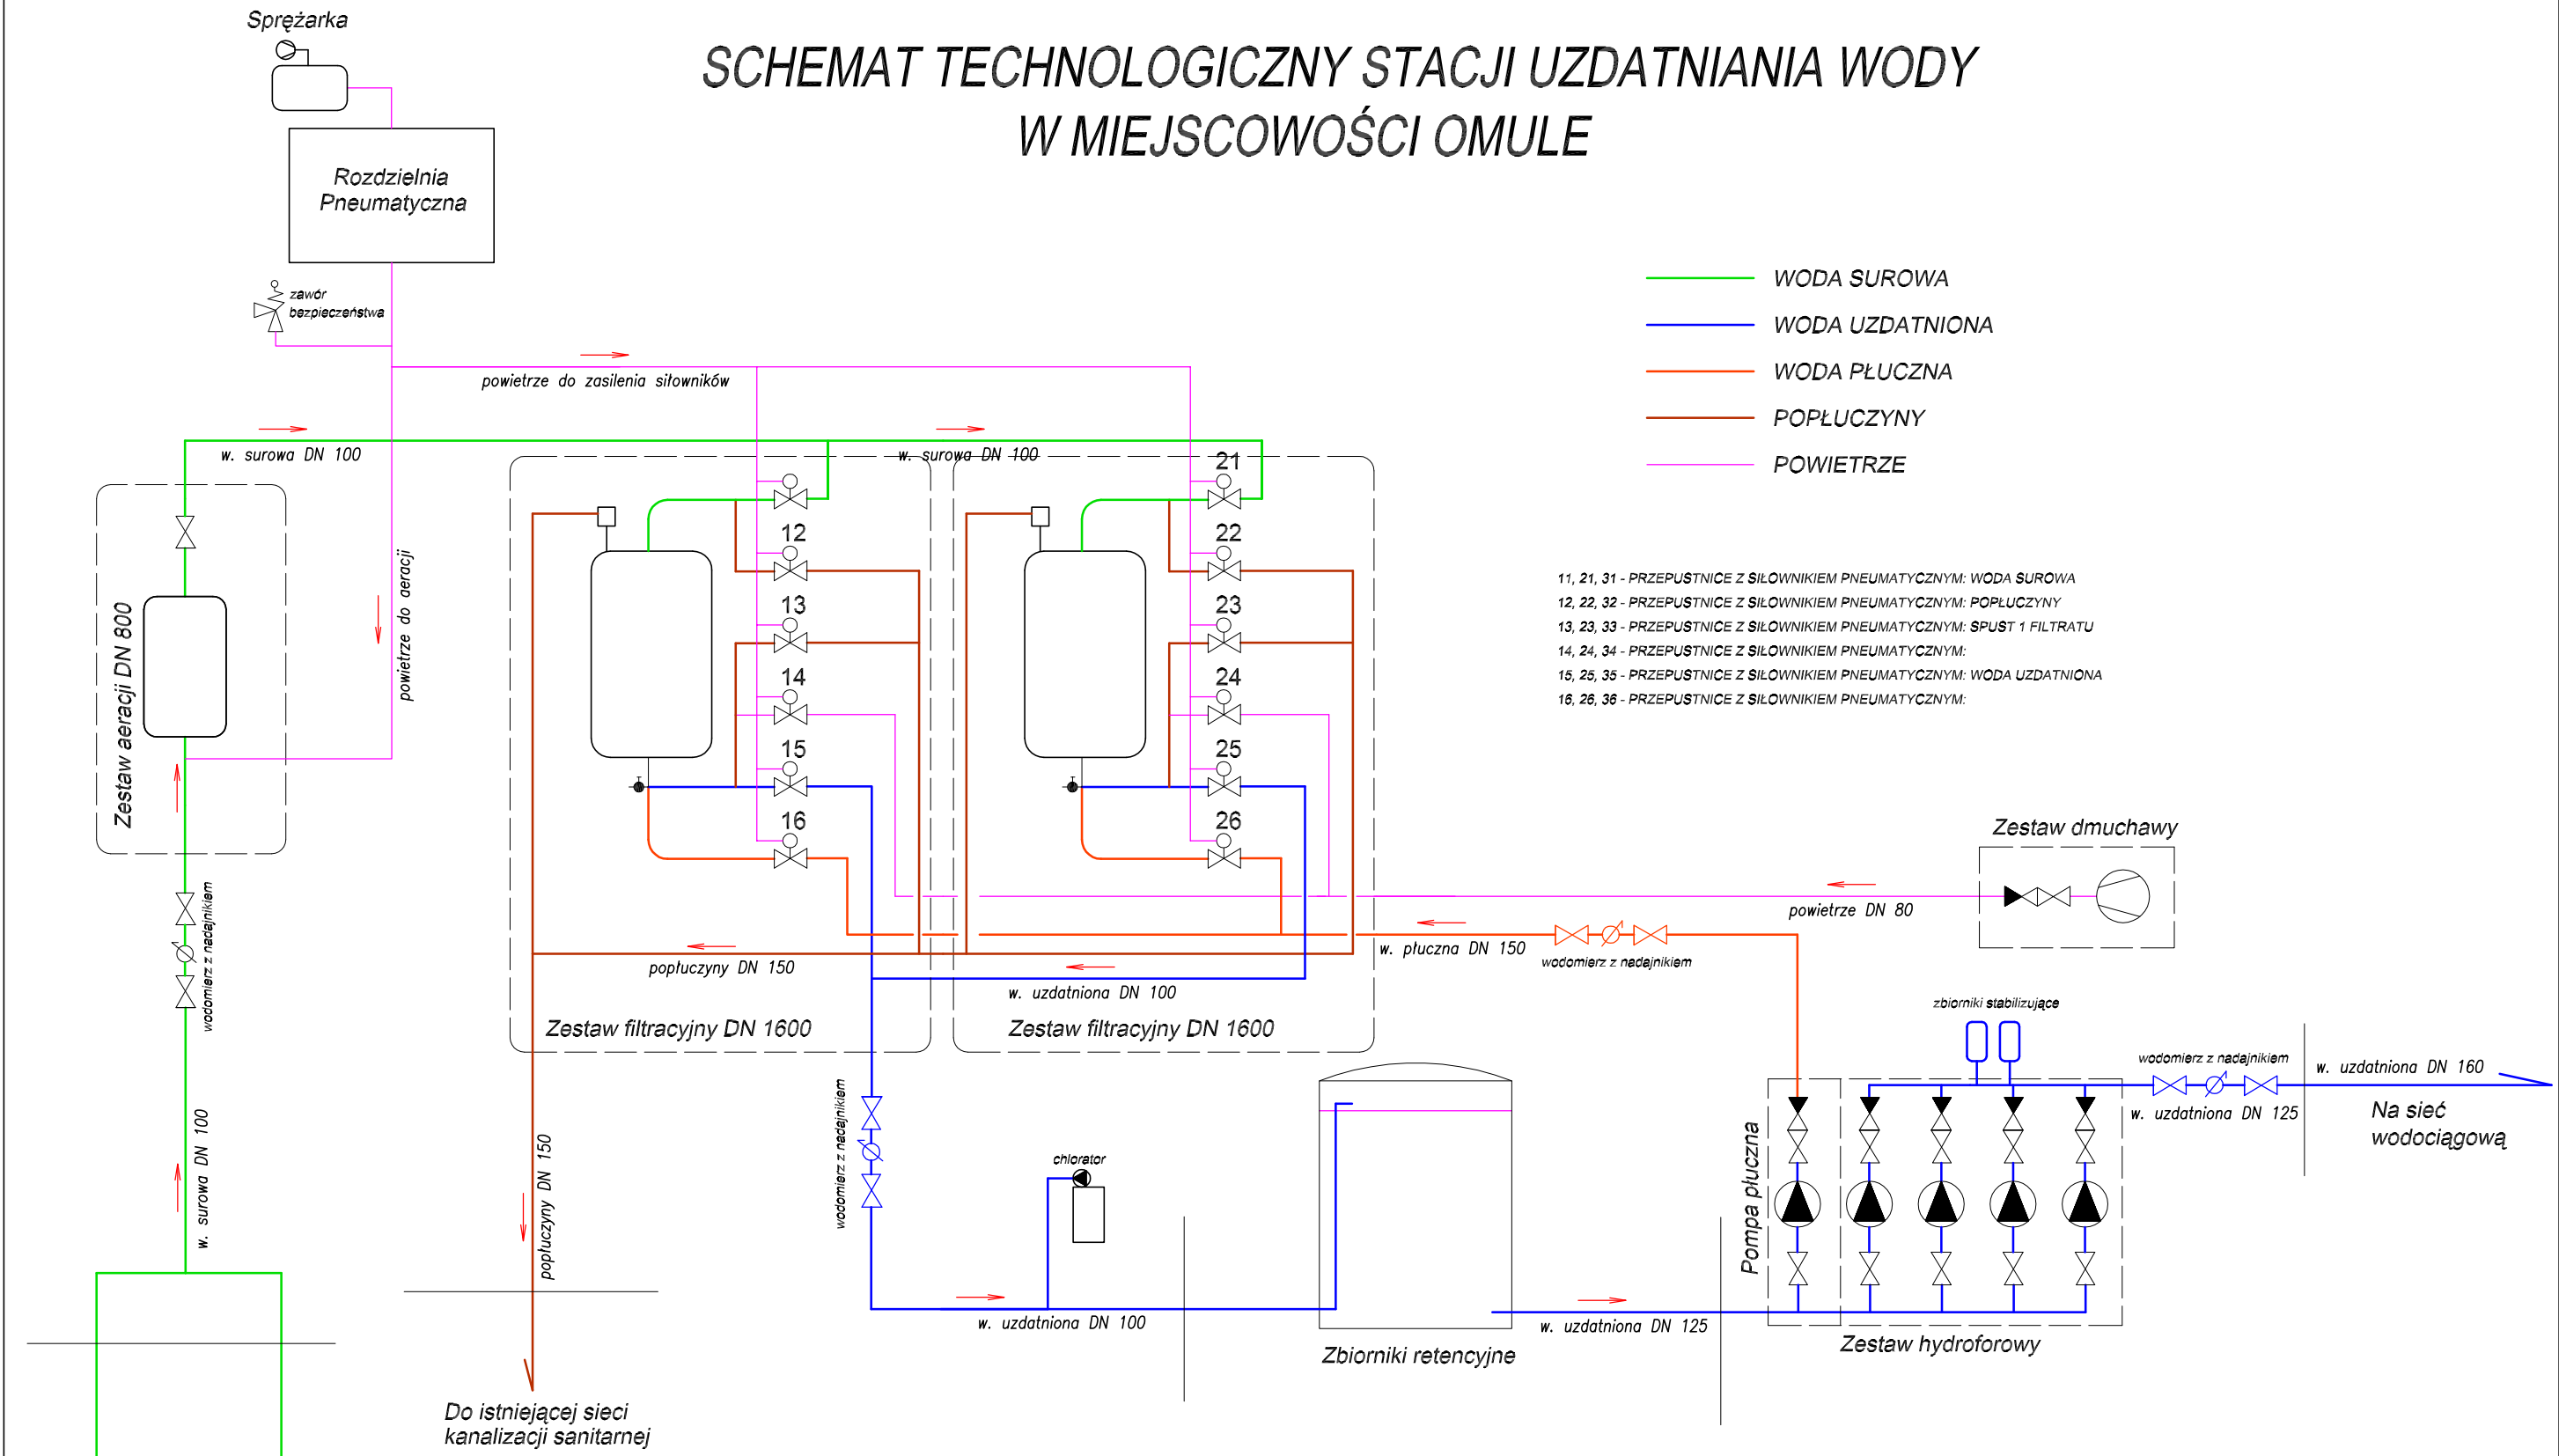 SCHEMAT TECHNOLOGICZNY STACJI UZDATNIANIA WODY
W MIEJSCOWOŚCI OMULE
Sprężarka
Rozdzielnia
Pneumatyczna
zawór
bezpieczeństwa
powietrze do zasilenia siłowników
w. surowa DN 100
w. surowa DN 100
WODA SUROWA
WODA UZDATNIONA
WODA PŁUCZNA
POPŁUCZYNY
POWIETRZE
11, 21, 31 - PRZEPUSTNICE Z SIŁOWNIKIEM PNEUMATYCZNYM: WODA SUROWA
12, 22, 32 - PRZEPUSTNICE Z SIŁOWNIKIEM PNEUMATYCZNYM: POPŁUCZYNY
13, 23, 33 - PRZEPUSTNICE Z SIŁOWNIKIEM PNEUMATYCZNYM: SPUST 1 FILTRATU
14, 24, 34 - PRZEPUSTNICE Z SIŁOWNIKIEM PNEUMATYCZNYM:
15, 25, 35 - PRZEPUSTNICE Z SIŁOWNIKIEM PNEUMATYCZNYM: WODA UZDATNIONA
16, 26, 36 - PRZEPUSTNICE Z SIŁOWNIKIEM PNEUMATYCZNYM:
Zestaw aeracji DN 800
powietrze do aeracji
wodomierz z nadajnikiem
w. surowa DN 100
12
13
14
15
16
21
22
23
24
25
26
popłuczyny DN 150
w. uzdatniona DN 100
Zestaw filtracyjny DN 1600
Zestaw filtracyjny DN 1600
Zestaw dmuchawy
powietrze DN 80
w. płuczna DN 150
wodomierz z nadajnikiem
popłuczyny DN 150
Do istniejącej sieci
kanalizacji sanitarnej
wodomierz z nadajnikiem
chlorator
w. uzdatniona DN 100
Zbiorniki retencyjne
w. uzdatniona DN 125
Pompa płuczna
Zestaw hydroforowy
zbiorniki stabilizujące
wodomierz z nadajnikiem
w. uzdatniona DN 125
w. uzdatniona DN 160
Na sieć
wodociągową